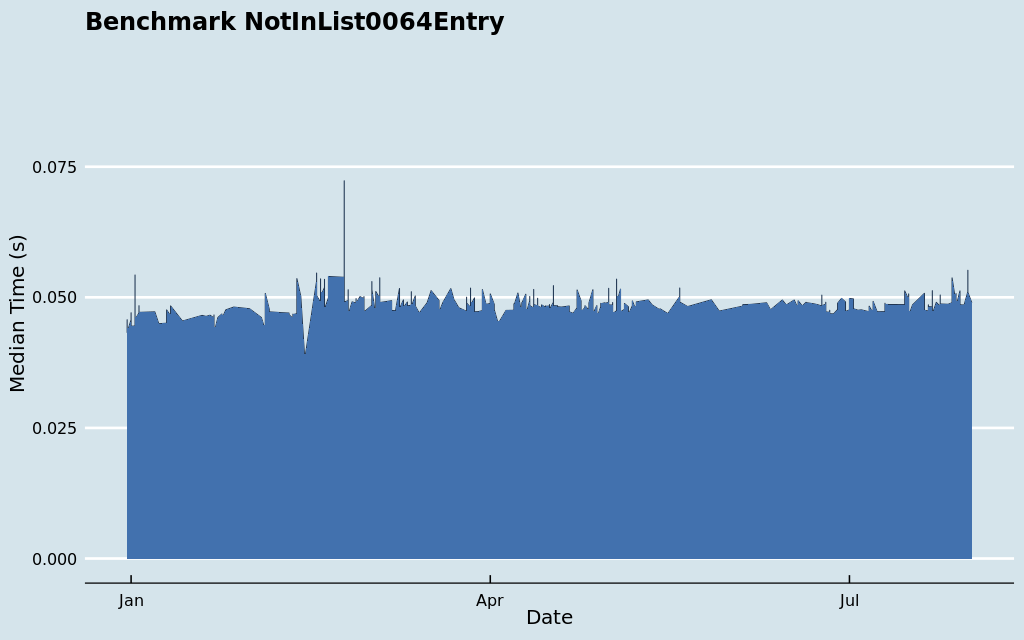 Benchmark NotInList0064Entry
Median Time (s)
0.075
0.050
0.025
0.000
Jan
Apr
Jul
Date